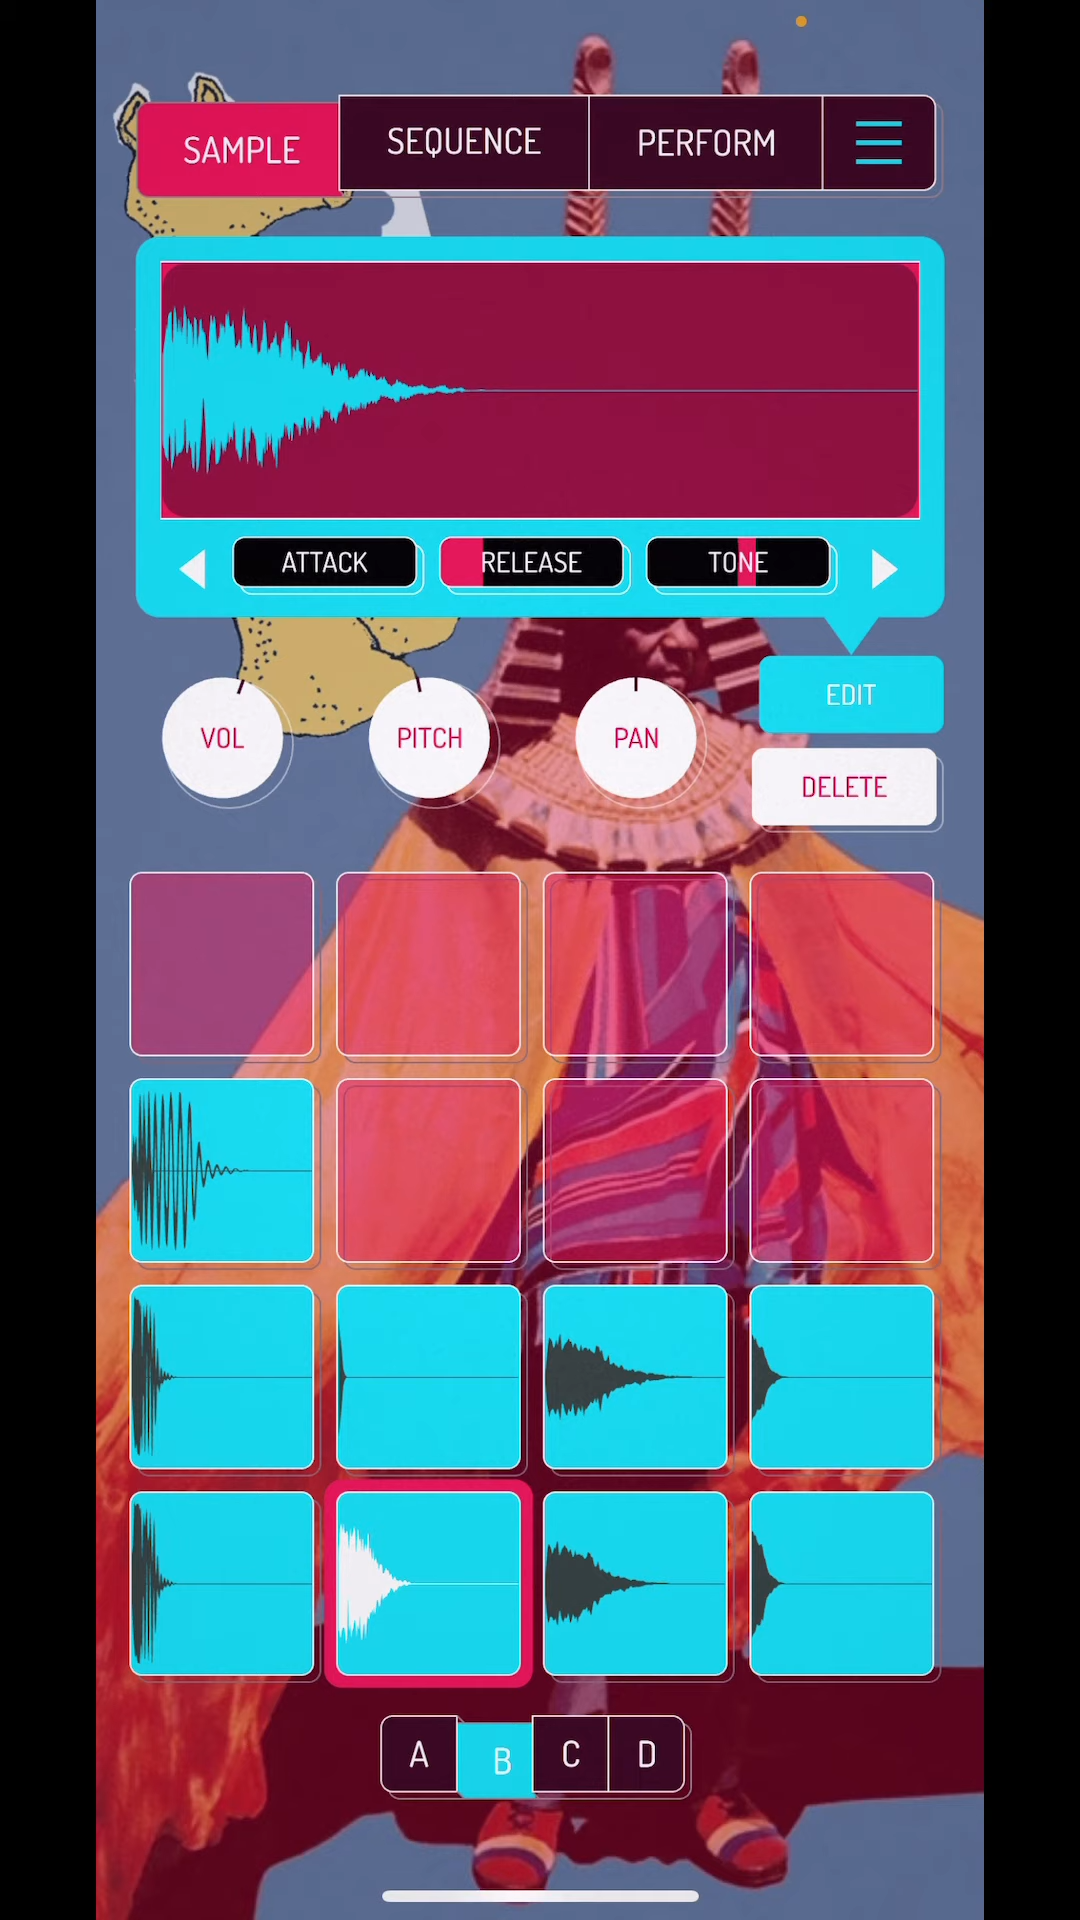 SAMPLE SEQUENCE PERFORM
ATTACK RELEASE TONE
EDIT
VOL PITCH PAN
DELETE
A B C D